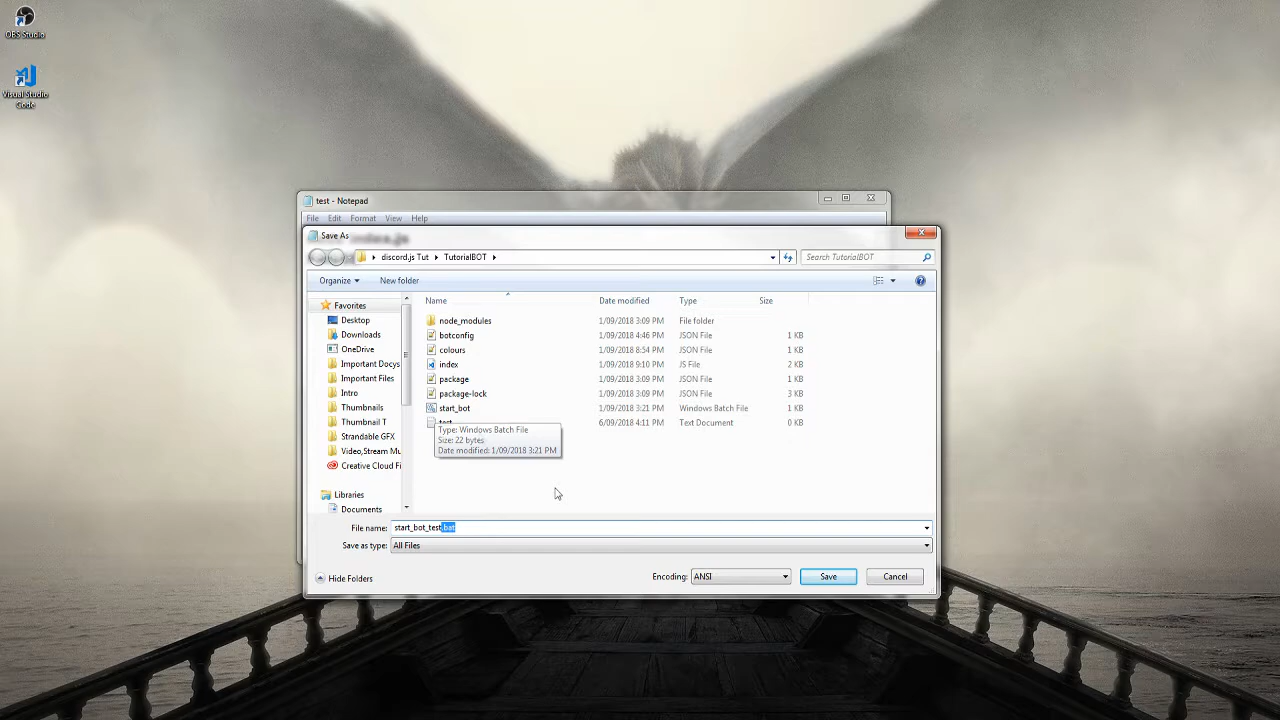 OBS Studio
Visual Studio
Code
test - Notepad
File Edit Format View Help
index.js
Save As
discord.js Tut TutorialBOT
Search TutorialBOT
Organize New folder
Name Date modified Type Size
Favorites
Desktop
Downloads
OneDrive
Important Docys
Important Files
Intro
Thumbnails
Thumbnail T
Strandable GFX
Video,Stream Mu
Creative Cloud Fi
Libraries
Documents
node_modules 1/09/2018 3:09 PM File folder
botconfig 1/09/2018 4:46 PM JSON File 1 KB
colours 1/09/2018 8:54 PM JSON File 1 KB
index 1/09/2018 9:10 PM JS File 2 KB
package 1/09/2018 3:09 PM JSON File 1 KB
package-lock 1/09/2018 3:09 PM JSON File 3 KB
start_bot 1/09/2018 3:21 PM Windows Batch File 1 KB
test 6/09/2018 4:11 PM Text Document 0 KB
Type: Windows Batch File
Size: 22 bytes
Date modified: 1/09/2018 3:21 PM
File name: start_bot_test.bat
Save as type: All Files
Hide Folders
Encoding: ANSI Save Cancel